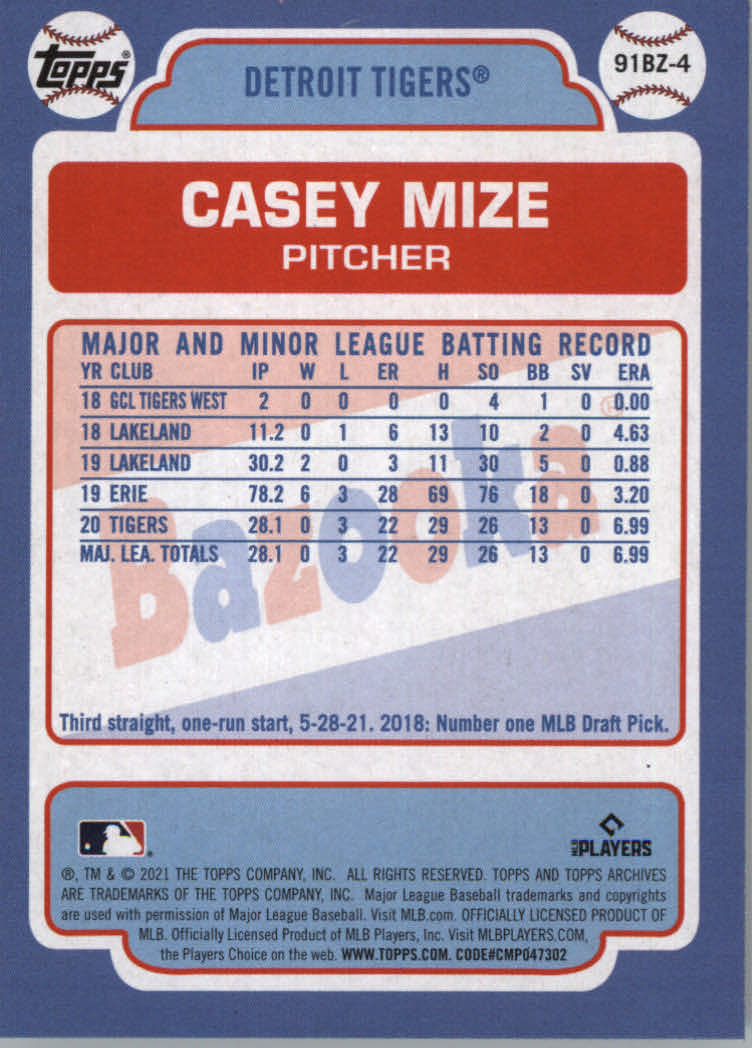 Topps®
DETROIT TIGERS®
91BZ-4
CASEY MIZE
PITCHER
MAJOR AND MINOR LEAGUE BATTING RECORD
YR CLUB IP W L ER H SO BB SV ERA
18 GCL TIGERS WEST 2 0 0 0 0 4 1 0 0.00
18 LAKELAND 11.2 0 1 6 13 10 2 0 4.63
19 LAKELAND 30.2 2 0 3 11 30 5 0 0.88
19 ERIE 78.2 6 3 28 69 76 18 0 3.20
20 TIGERS 28.1 0 3 22 29 26 13 0 6.99
MAJ. LEA. TOTALS 28.1 0 3 22 29 26 13 0 6.99
Bazooka®
Third straight, one-run start, 5-28-21. 2018: Number one MLB Draft Pick.
MLB PLAYERS
®, TM & © 2021 THE TOPPS COMPANY, INC. ALL RIGHTS RESERVED. TOPPS AND TOPPS ARCHIVES
ARE TRADEMARKS OF THE TOPPS COMPANY, INC. Major League Baseball trademarks and copyrights
are used with permission of Major League Baseball. Visit MLB.com. OFFICIALLY LICENSED PRODUCT OF
MLB. Officially Licensed Product of MLB Players, Inc. Visit MLBPLAYERS.COM,
the Players Choice on the web. WWW.TOPPS.COM. CODE#CMP047302